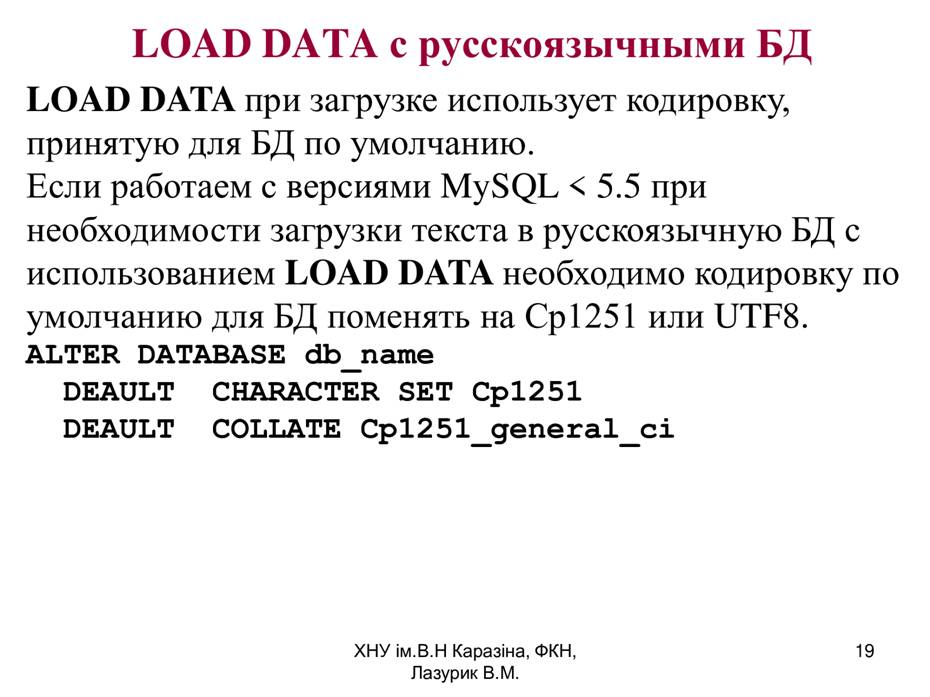 LOAD DATA с русскоязычными БД
LOAD DATA при загрузке использует кодировку,
принятую для БД по умолчанию.
Если работаем с версиями MySQL < 5.5 при
необходимости загрузки текста в русскоязычную БД с
использованием LOAD DATA необходимо кодировку по
умолчанию для БД поменять на Cp1251 или UTF8.
ALTER DATABASE db_name
DEAULT  CHARACTER SET Cp1251
DEAULT  COLLATE Cp1251_general_ci
ХНУ ім.В.Н Каразіна, ФКН,
Лазурик В.М.
19